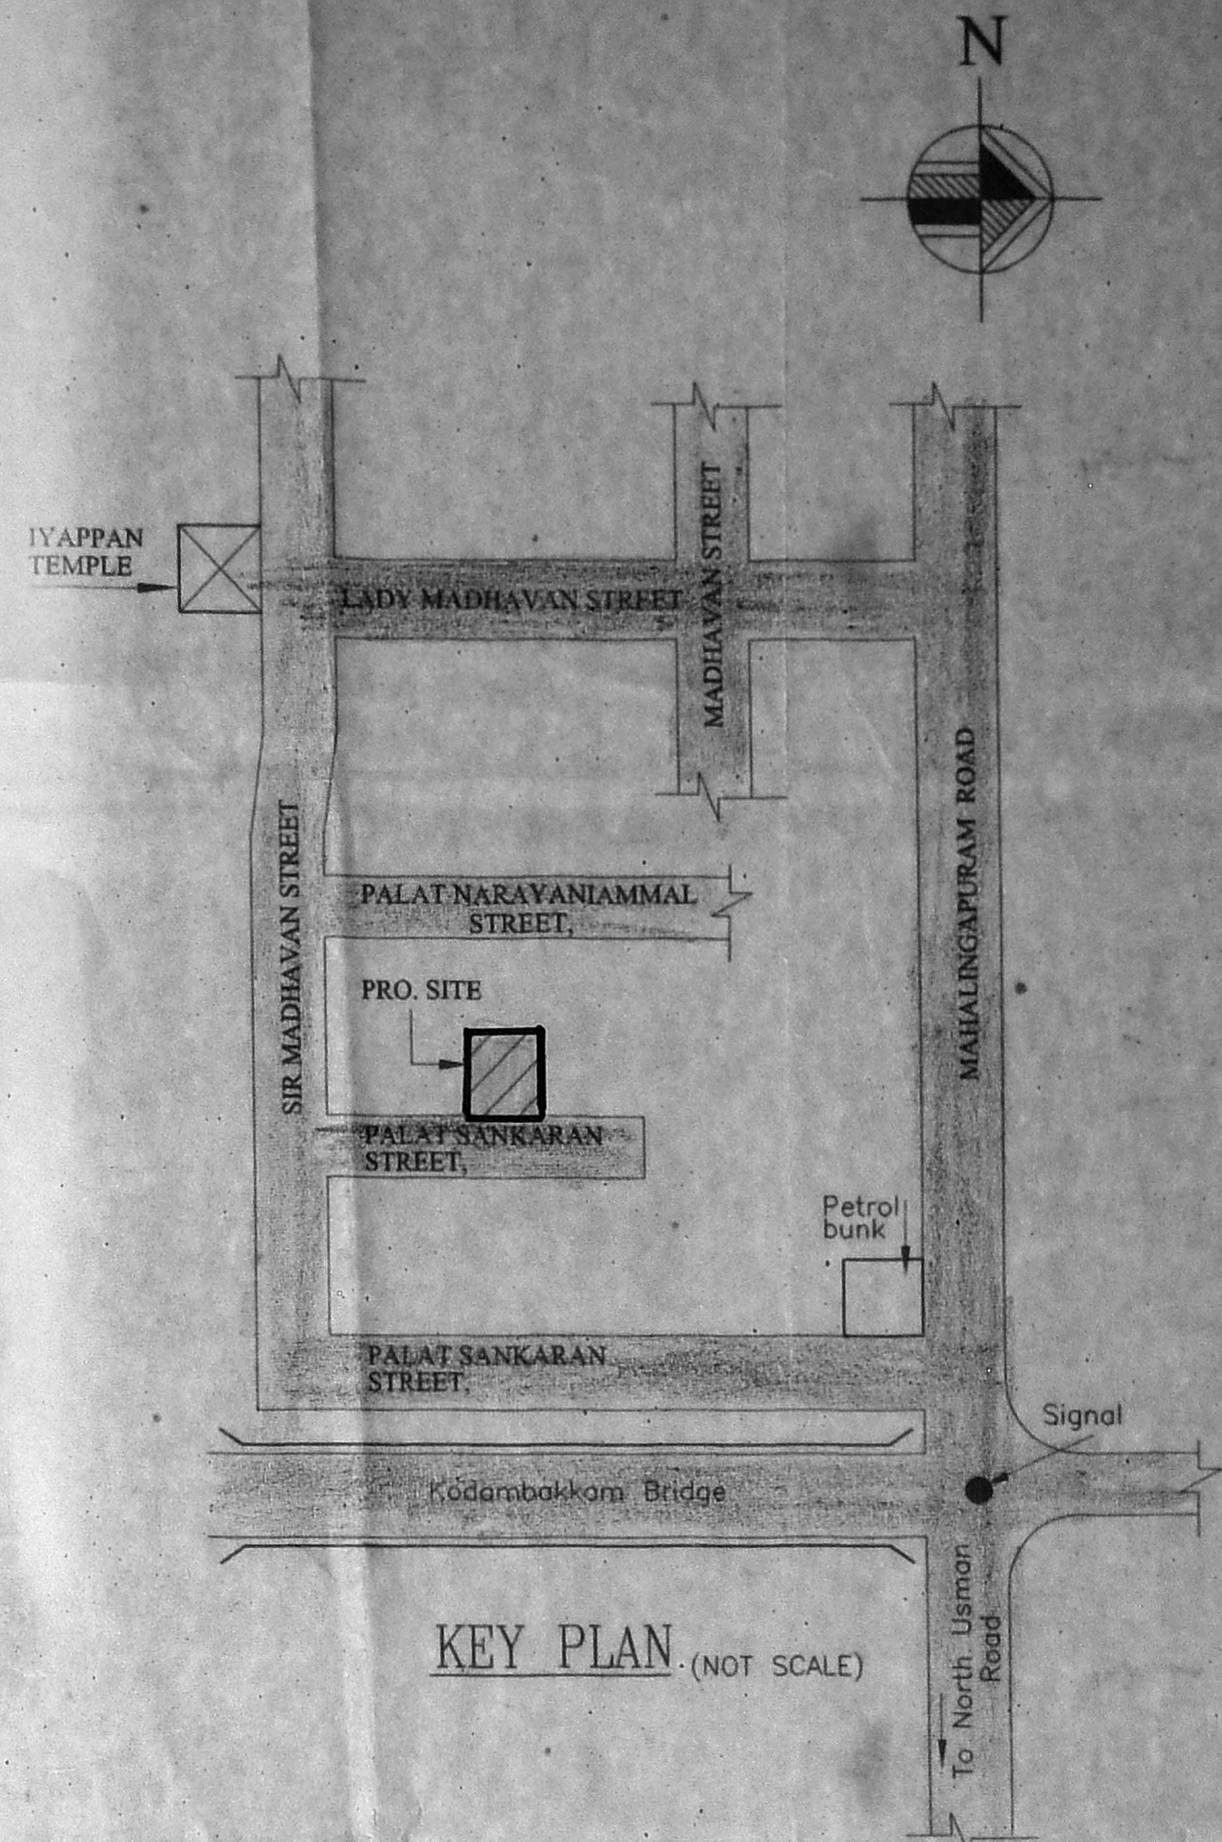 N
IYAPPAN
TEMPLE
LADY MADHAVAN STREET
MADHAVAN STREET
MAHALINGAPURAM ROAD
SIR MADHAVAN STREET
PALAT NARAYANIAMMAL
STREET,
PRO. SITE
PALAT SANKARAN
STREET,
Petrol
bunk
PALAT SANKARAN
STREET,
Signal
Kodambakkam Bridge
To North Usman
Road
KEY PLAN. (NOT SCALE)